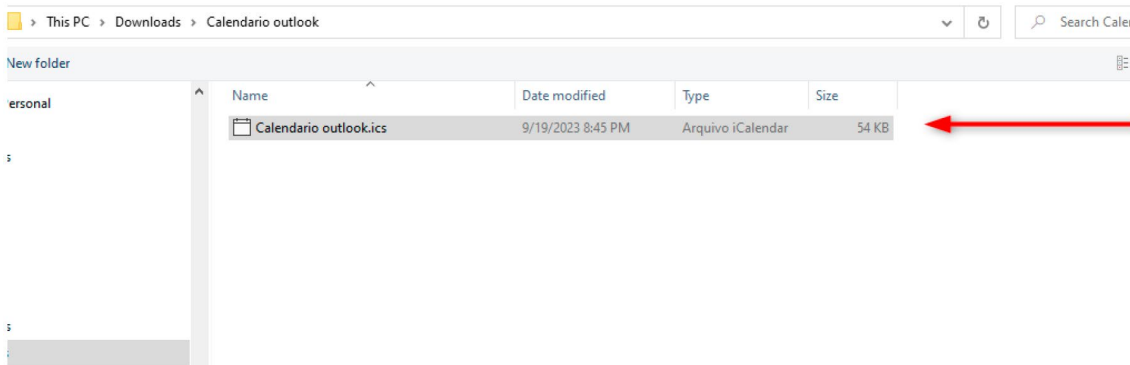 > This PC > Downloads > Calendario outlook
Search Caler
New folder
Name Date modified Type Size
ersonal
Calendario outlook.ics 9/19/2023 8:45 PM Arquivo iCalendar 54 KB
s
s